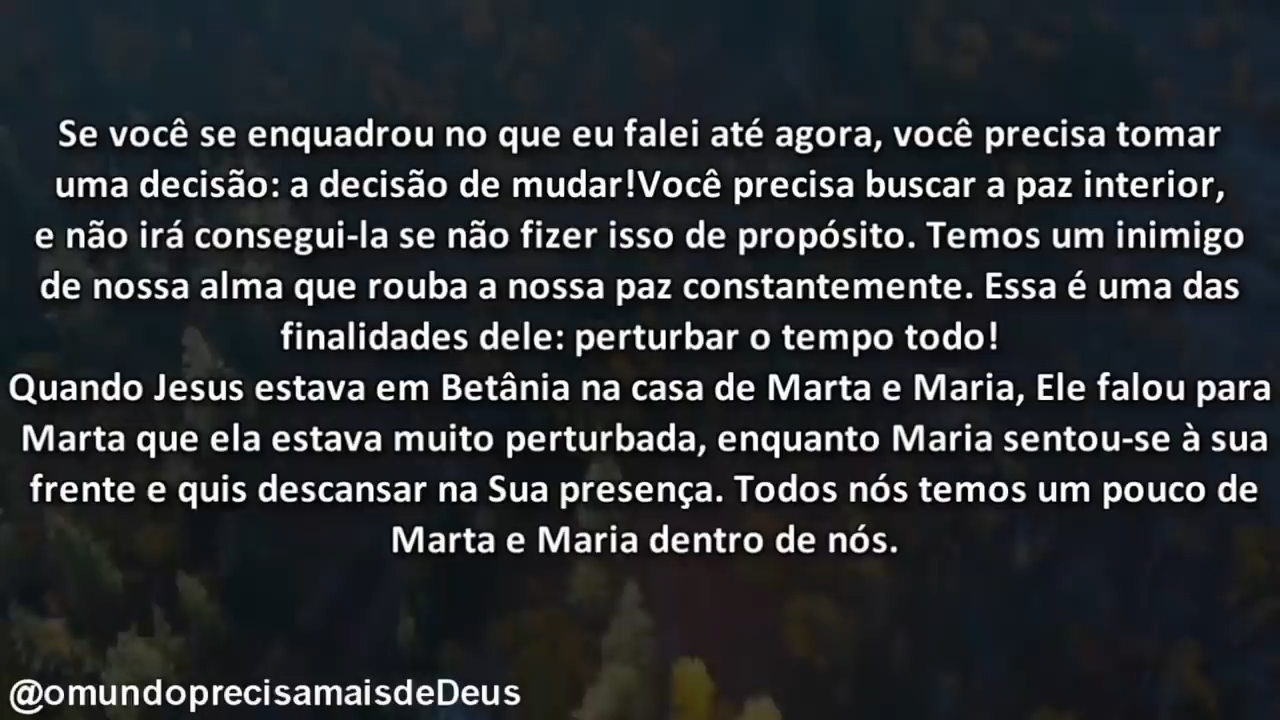 Se você se enquadrou no que eu falei até agora, você precisa tomar
uma decisão: a decisão de mudar!Você precisa buscar a paz interior,
e não irá consegui-la se não fizer isso de propósito. Temos um inimigo
de nossa alma que rouba a nossa paz constantemente. Essa é uma das
finalidades dele: perturbar o tempo todo!
Quando Jesus estava em Betânia na casa de Marta e Maria, Ele falou para
Marta que ela estava muito perturbada, enquanto Maria sentou-se à sua
frente e quis descansar na Sua presença. Todos nós temos um pouco de
Marta e Maria dentro de nós.
@omundoprecisamaisdeDeus